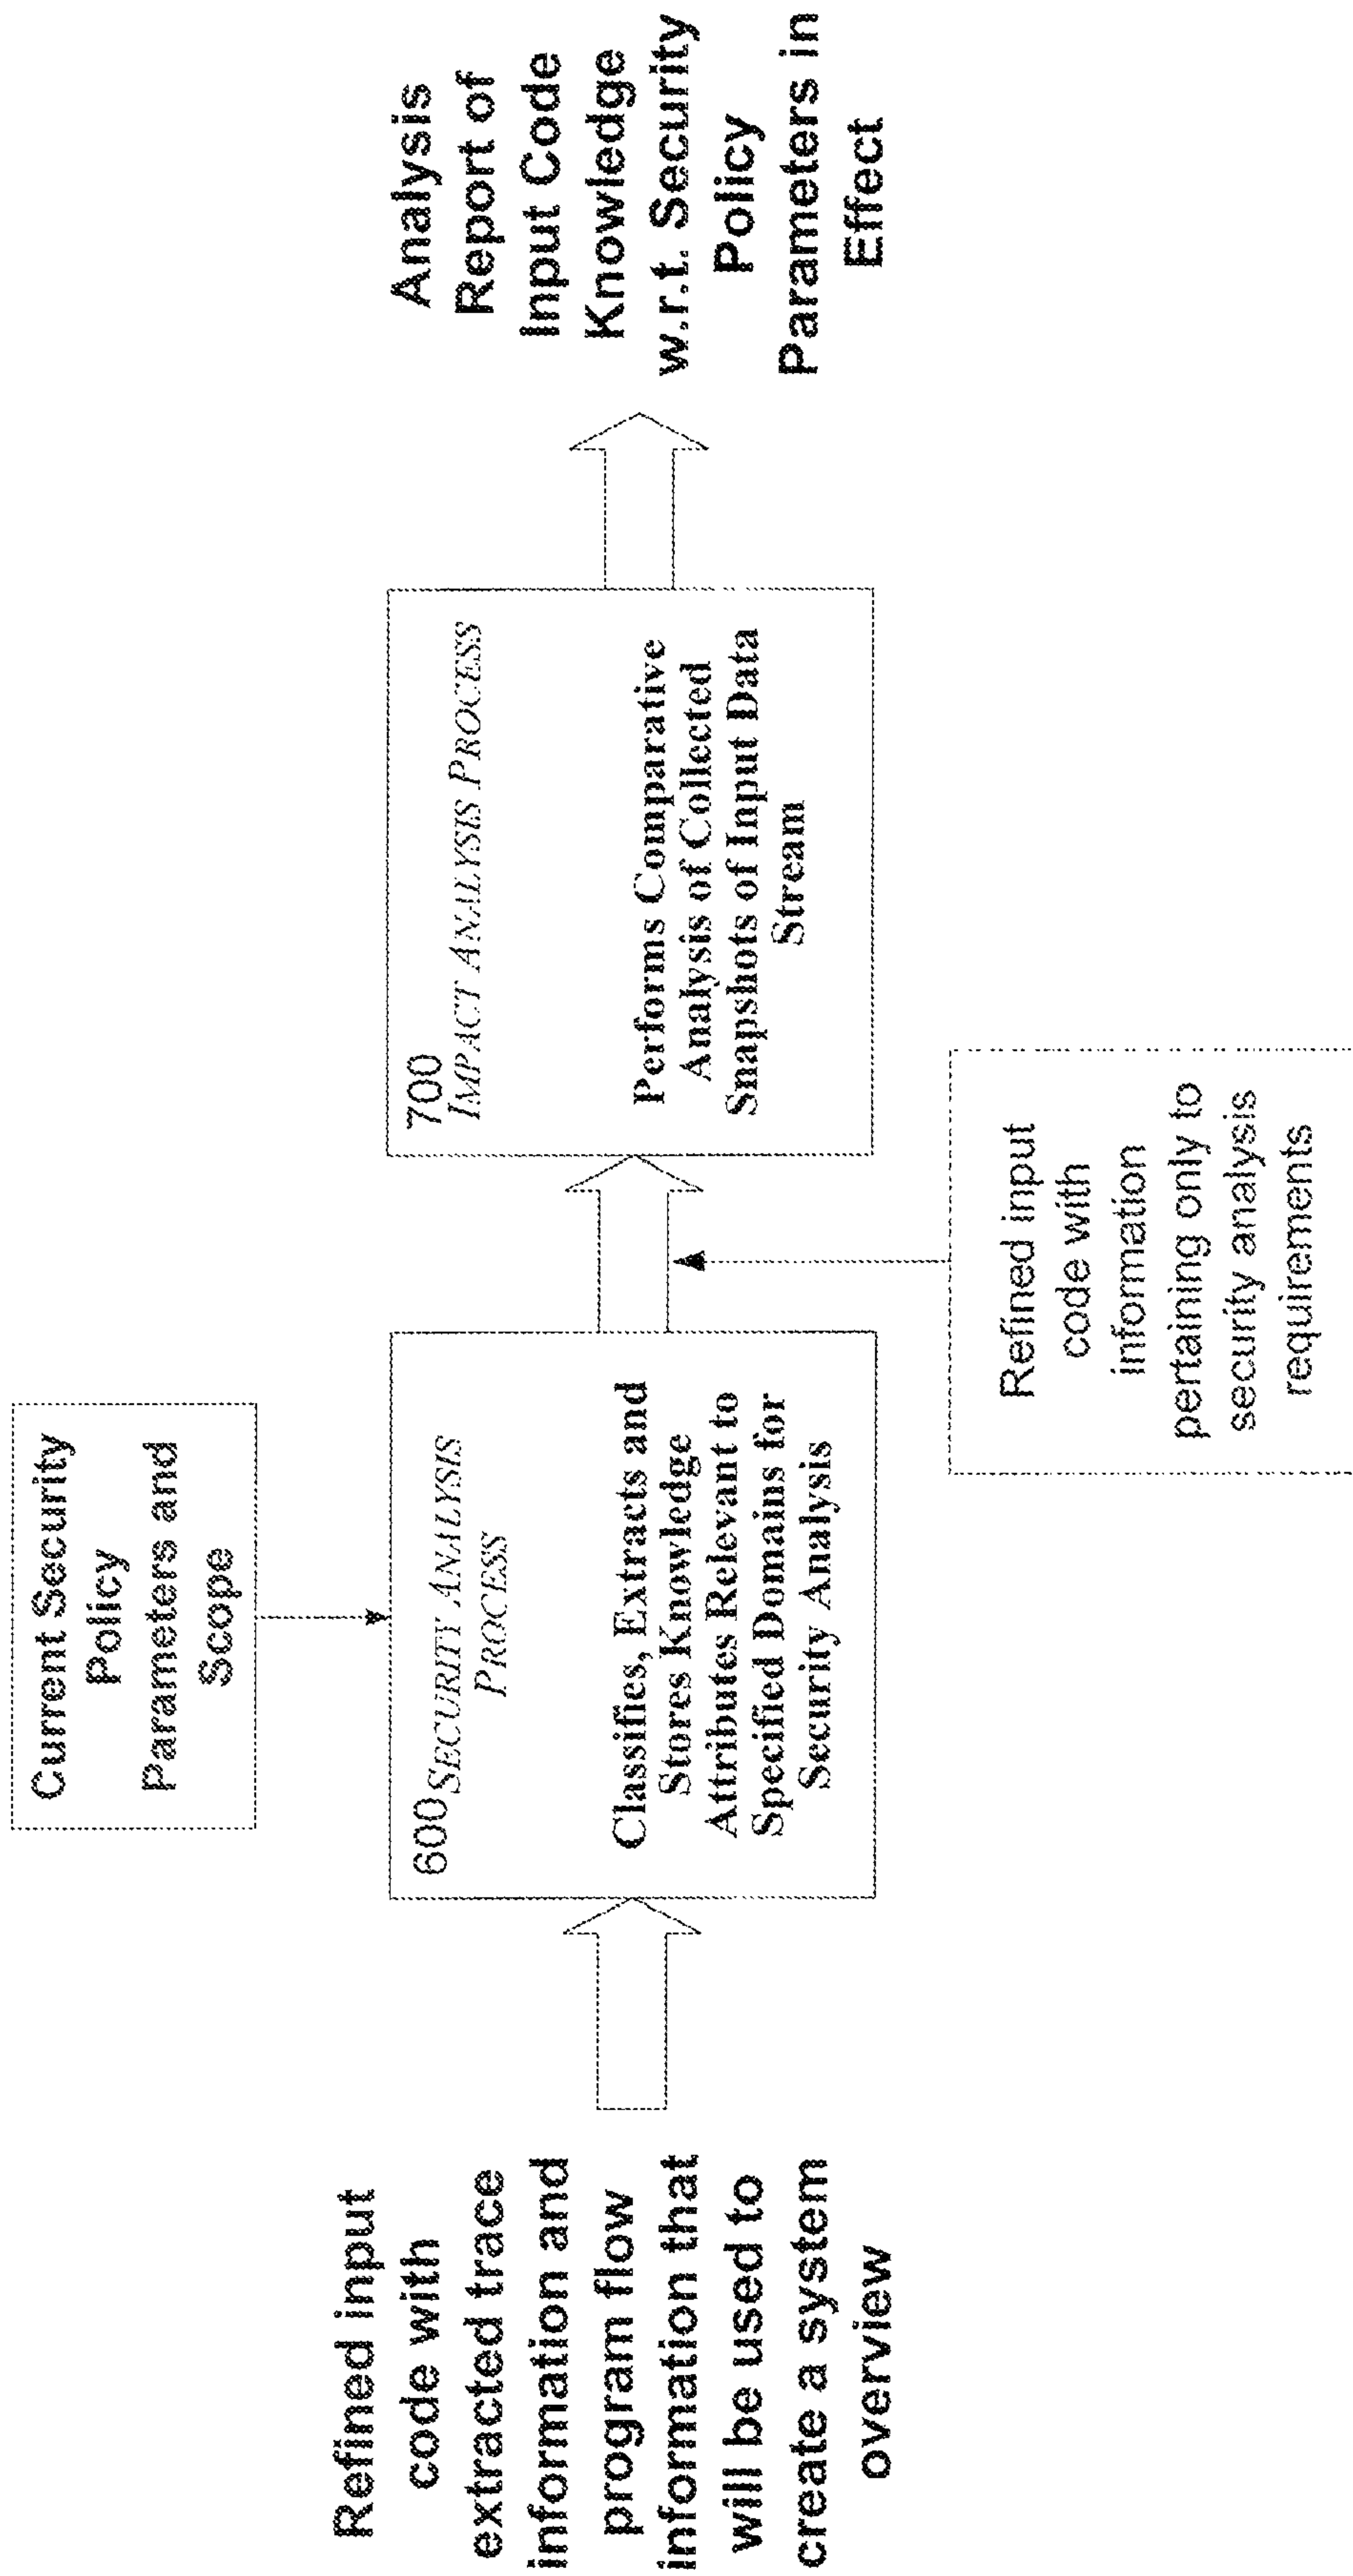 Refined input
code with
extracted trace
information and
program flow
information that
will be used to
create a system
overview
Current Security
Policy
Parameters and
Scope
600 SECURITY ANALYSIS
PROCESS
Classifies, Extracts and
Stores Knowledge
Attributes Relevant to
Specified Domains for
Security Analysis
Refined input
code with
information
pertaining only to
security analysis
requirements
700
IMPACT ANALYSIS PROCESS
Performs Comparative
Analysis of Collected
Snapshots of Input Data
Stream
Analysis
Report of
Input Code
Knowledge
w.r.t. Security
Policy
Parameters in
Effect